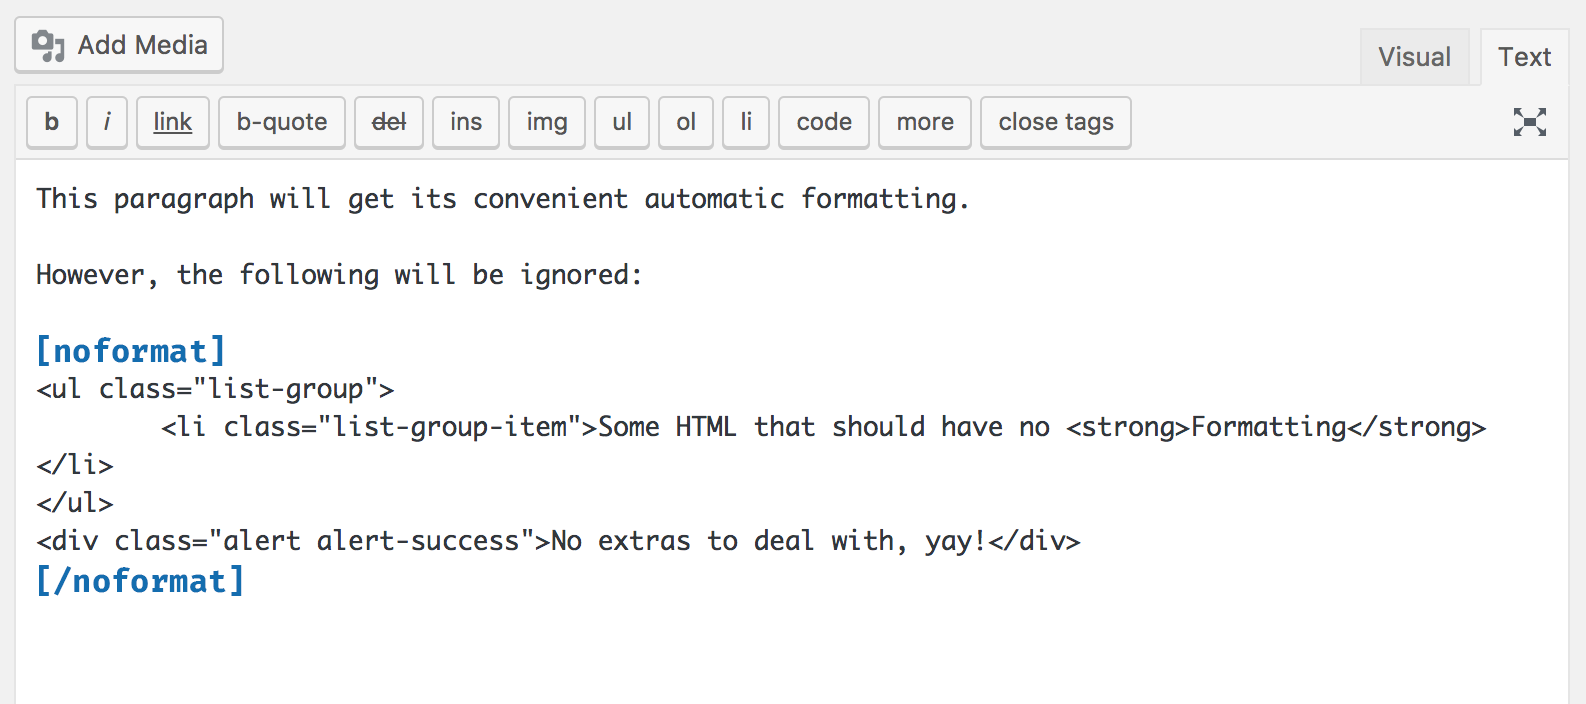 Add Media
Visual Text
b i link b-quote del ins img ul ol li code more close tags
This paragraph will get its convenient automatic formatting.
However, the following will be ignored:
[noformat]
<ul class="list-group">
        <li class="list-group-item">Some HTML that should have no <strong>Formatting</strong>
</li>
</ul>
<div class="alert alert-success">No extras to deal with, yay!</div>
[/noformat]